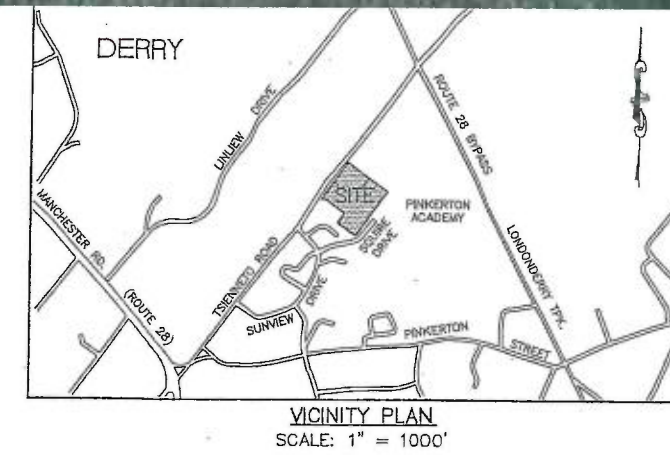 DERRY
LINLIEW DRIVE
ROUTE 28 BYPASS
MANCHESTER RD.
(ROUTE 28)
TSIENNETO ROAD
SITE
PINKERTON
ACADEMY
SQUIRE
DRIVE
LONDONDERRY TPK.
SUNVIEW DRIVE
PINKERTON STREET
VICINITY PLAN
SCALE: 1" = 1000'